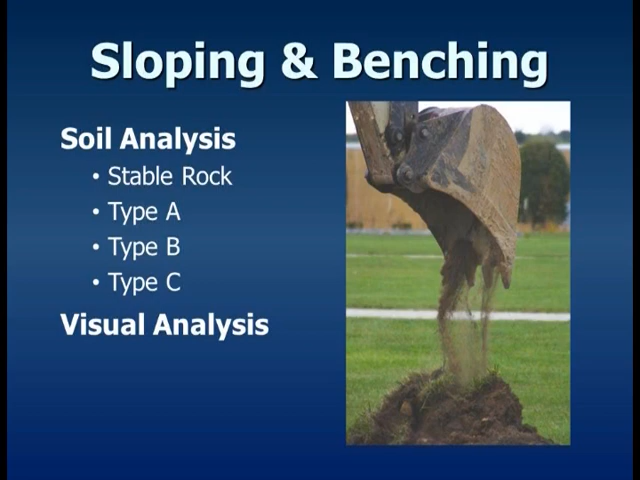 Sloping & Benching
Soil Analysis
• Stable Rock
• Type A
• Type B
• Type C
Visual Analysis